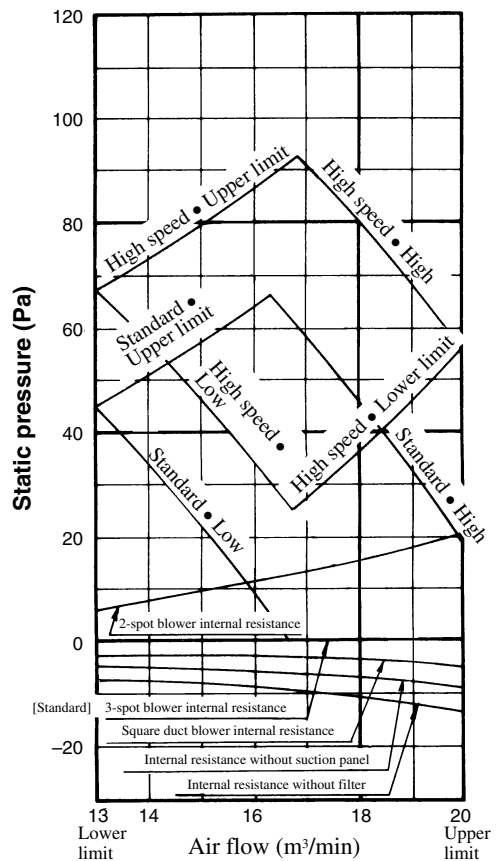 120
100
80
60
40
20
0
−20
Static pressure (Pa)
High speed • Upper limit
High speed • High
Standard •
Upper limit
High speed •
Low
High speed • Lower limit
Standard • High
Standard • Low
2-spot blower internal resistance
[Standard] 3-spot blower internal resistance
Square duct blower internal resistance
Internal resistance without suction panel
Internal resistance without filter
13 14 16 18 20
Lower limit
Air flow (m³/min)
Upper limit